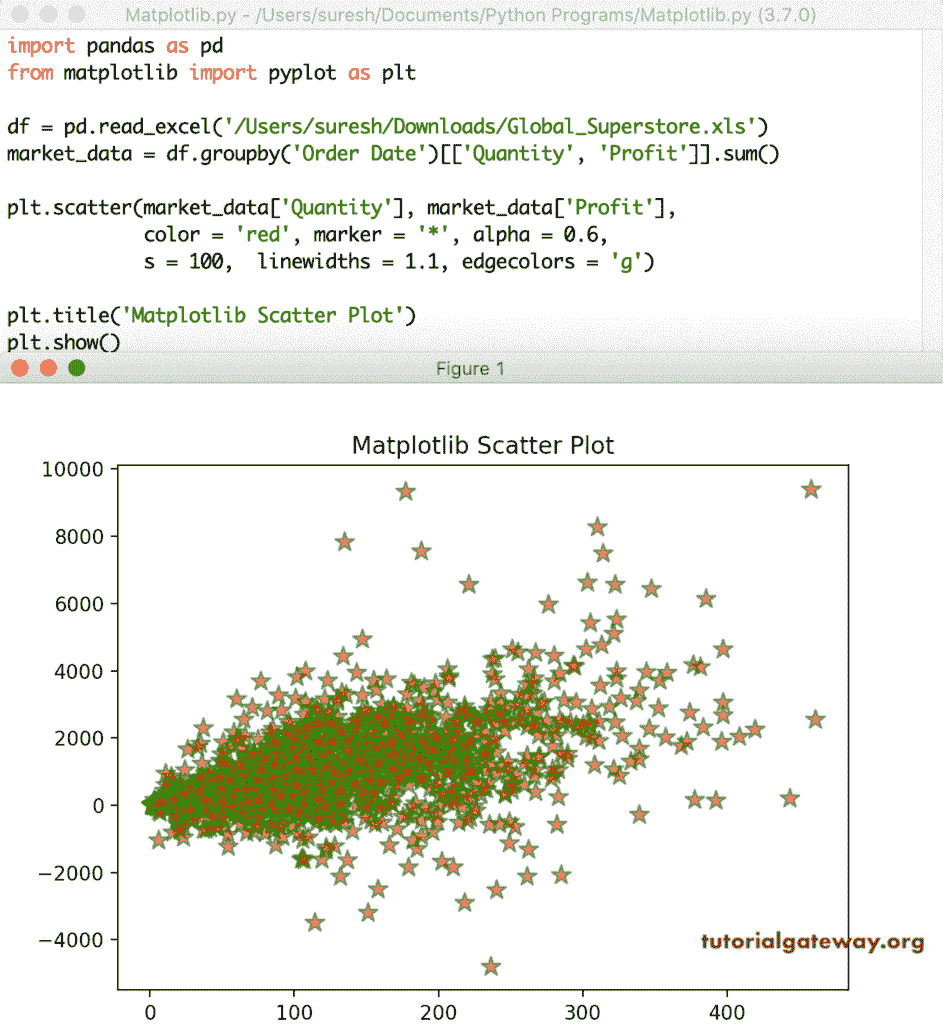 Matplotlib.py - /Users/suresh/Documents/Python Programs/Matplotlib.py (3.7.0)
import pandas as pd
from matplotlib import pyplot as plt
df = pd.read_excel('/Users/suresh/Downloads/Global_Superstore.xls')
market_data = df.groupby('Order Date')[['Quantity', 'Profit']].sum()
plt.scatter(market_data['Quantity'], market_data['Profit'],
color = 'red', marker = '*', alpha = 0.6,
s = 100,  linewidths = 1.1, edgecolors = 'g')
plt.title('Matplotlib Scatter Plot')
plt.show()
Figure 1
Matplotlib Scatter Plot
10000
8000
6000
4000
2000
0
−2000
−4000
tutorialgateway.org
0 100 200 300 400